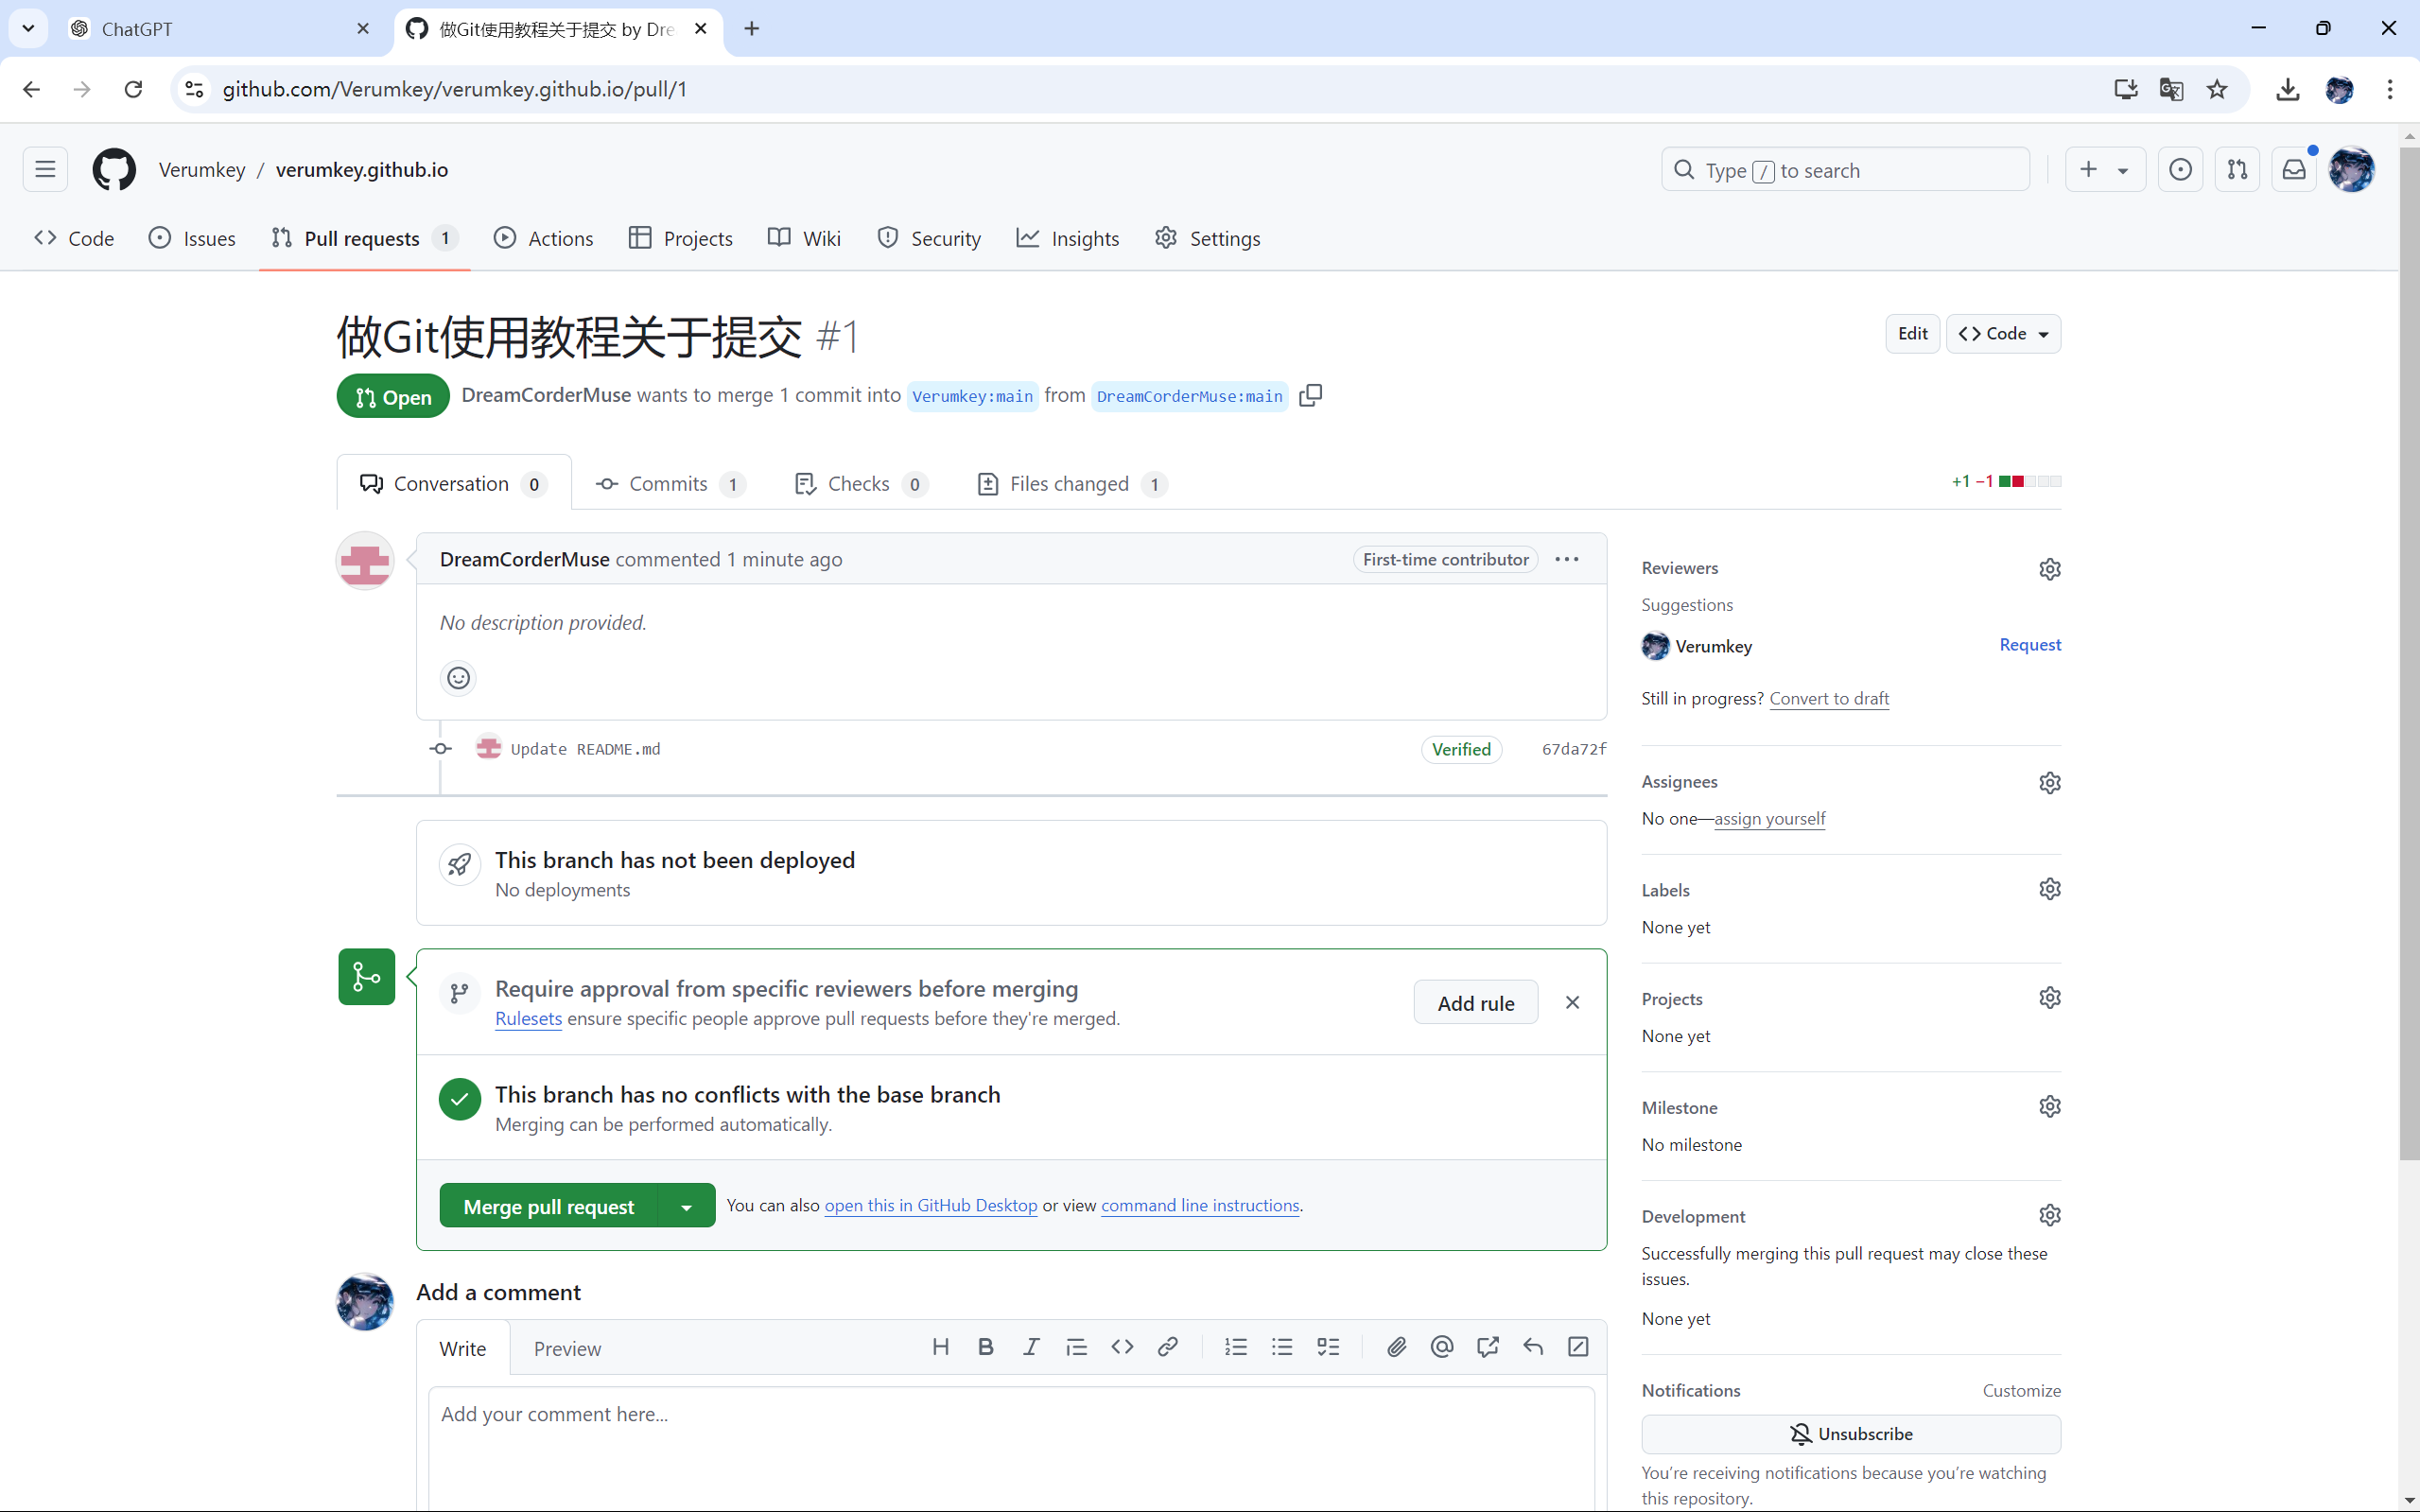 ChatGPT
做Git使用教程关于提交 by Dre
github.com/Verumkey/verumkey.github.io/pull/1
Verumkey / verumkey.github.io
Type / to search
Code
Issues
Pull requests 1
Actions
Projects
Wiki
Security
Insights
Settings
做Git使用教程关于提交 #1
Edit
Code
Open
DreamCorderMuse wants to merge 1 commit into Verumkey:main from DreamCorderMuse:main
Conversation 0
Commits 1
Checks 0
Files changed 1
+1 −1
DreamCorderMuse commented 1 minute ago
First-time contributor
No description provided.
Update README.md
Verified
67da72f
This branch has not been deployed
No deployments
Require approval from specific reviewers before merging
Rulesets ensure specific people approve pull requests before they're merged.
Add rule
This branch has no conflicts with the base branch
Merging can be performed automatically.
Merge pull request
You can also open this in GitHub Desktop or view command line instructions.
Add a comment
Write
Preview
Add your comment here...
Reviewers
Suggestions
Verumkey
Request
Still in progress? Convert to draft
Assignees
No one—assign yourself
Labels
None yet
Projects
None yet
Milestone
No milestone
Development
Successfully merging this pull request may close these
issues.
None yet
Notifications
Customize
Unsubscribe
You're receiving notifications because you're watching
this repository.